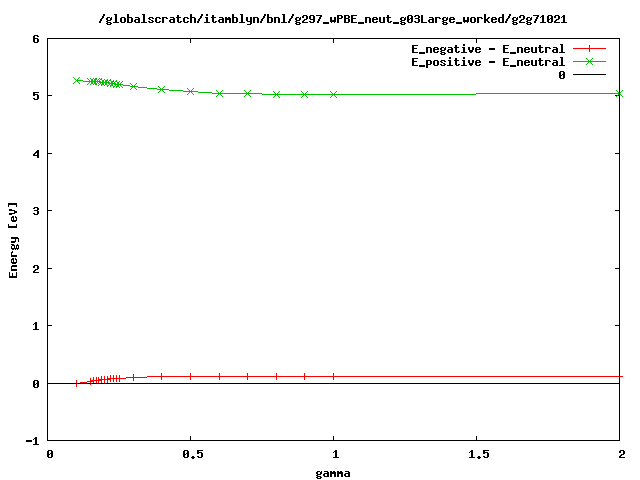 /globalscratch/itamblyn/bnl/g297_wPBE_neut_g03Large_worked/g2g71021
E_negative - E_neutral
E_positive - E_neutral
0
6
5
4
3
2
1
0
-1
Energy [eV]
0 0.5 1 1.5 2
gamma